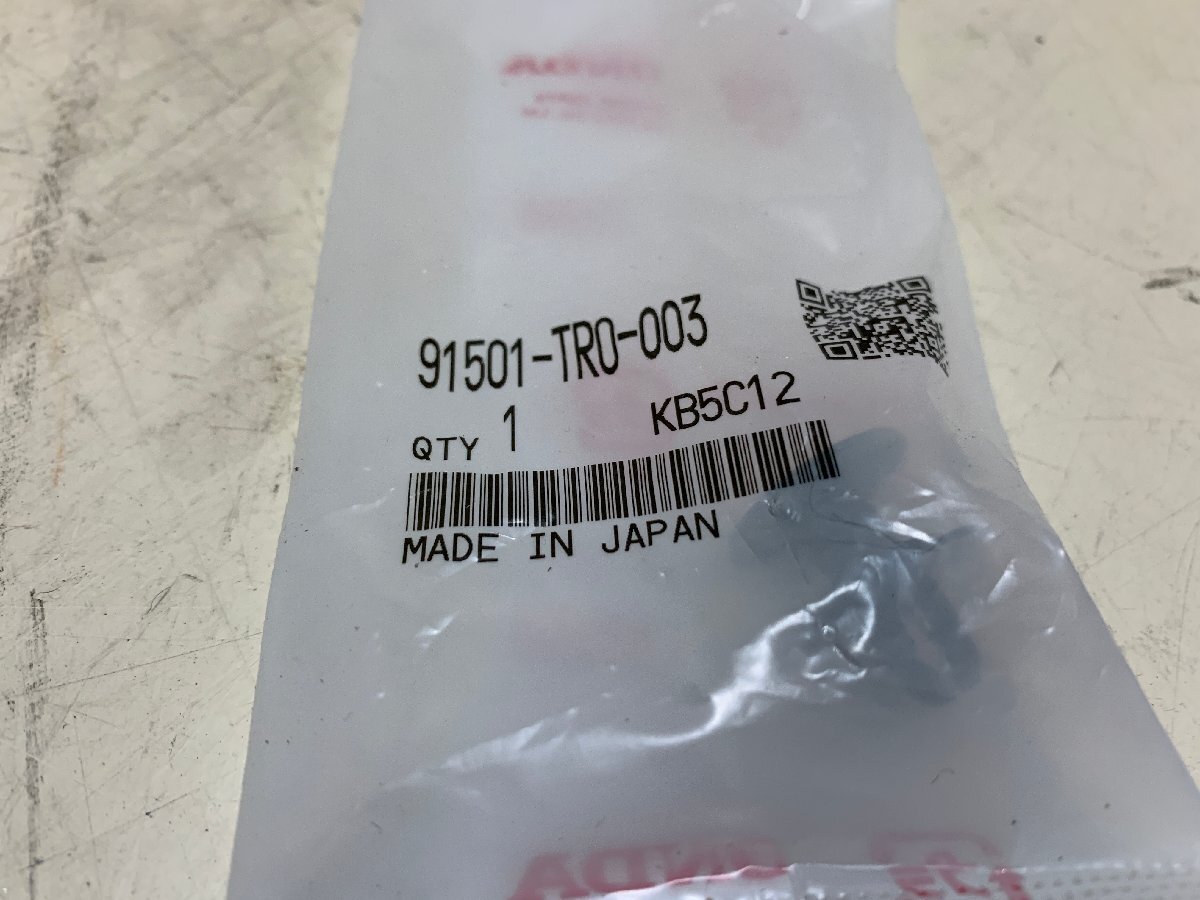 91501-TR0-003
QTY 1 KB5C12
MADE IN JAPAN